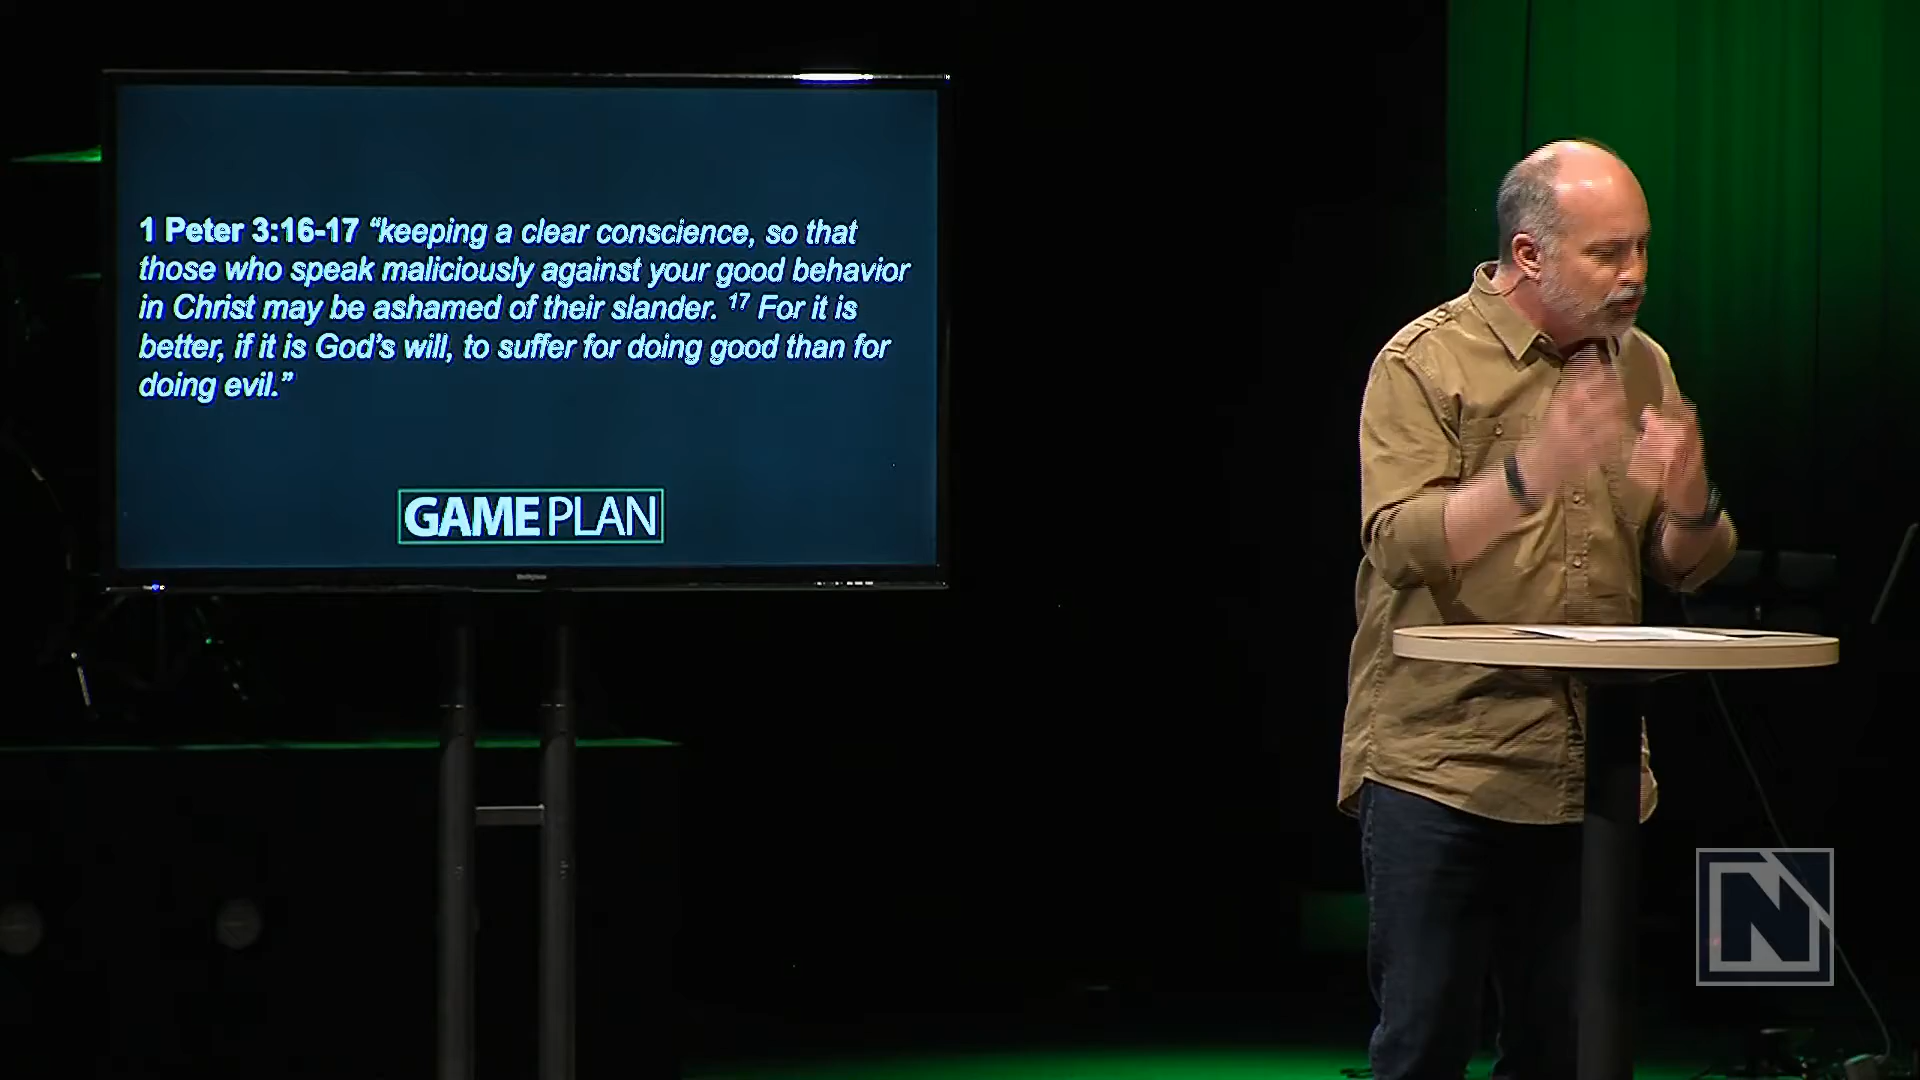 1 Peter 3:16-17 “keeping a clear conscience, so that
those who speak maliciously against your good behavior
in Christ may be ashamed of their slander. 17 For it is
better, if it is God’s will, to suffer for doing good than for
doing evil.”
GAME PLAN
N